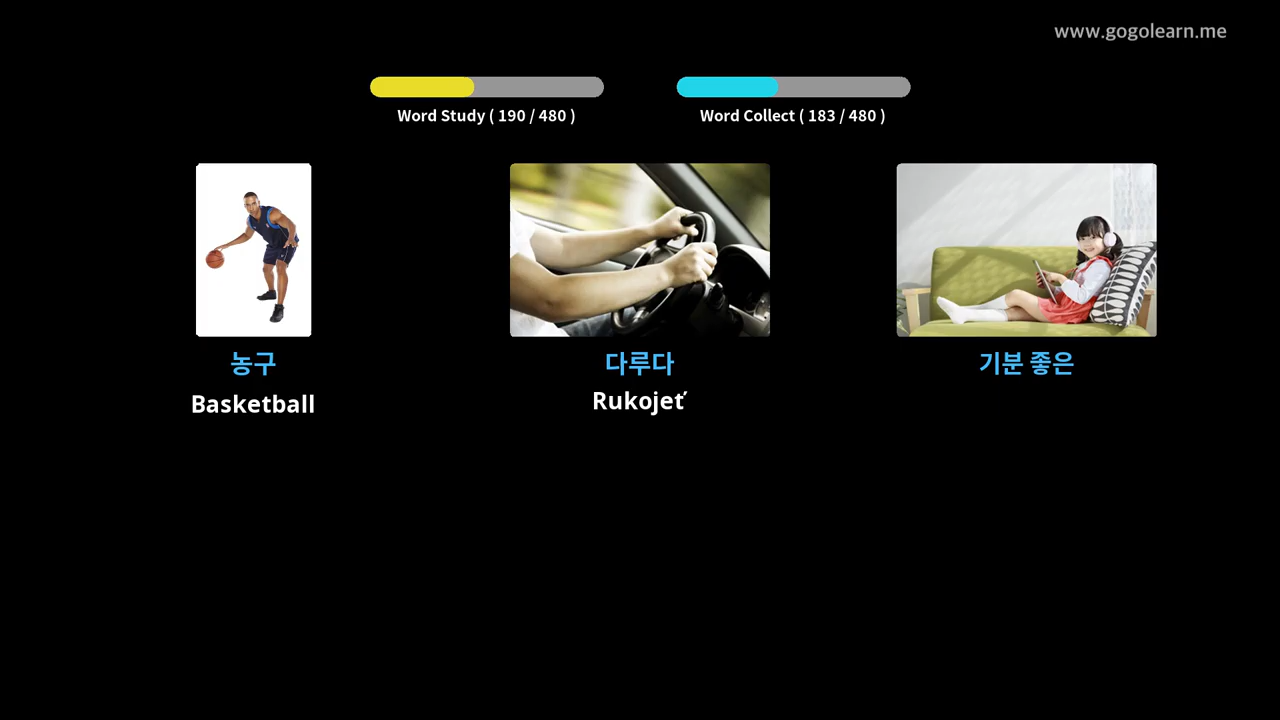 www.gogolearn.me
Word Study ( 190 / 480 )
Word Collect ( 183 / 480 )
농구
다루다
기분 좋은
Basketball
Rukojeť